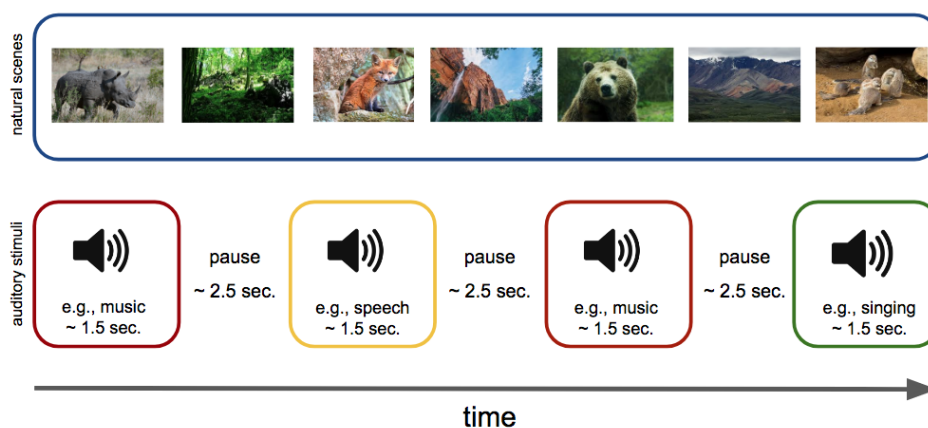 natural scenes
auditory stimuli
e.g., music
~ 1.5 sec.
pause
~ 2.5 sec.
e.g., speech
~ 1.5 sec.
pause
~ 2.5 sec.
e.g., music
~ 1.5 sec.
pause
~ 2.5 sec.
e.g., singing
~ 1.5 sec.
time